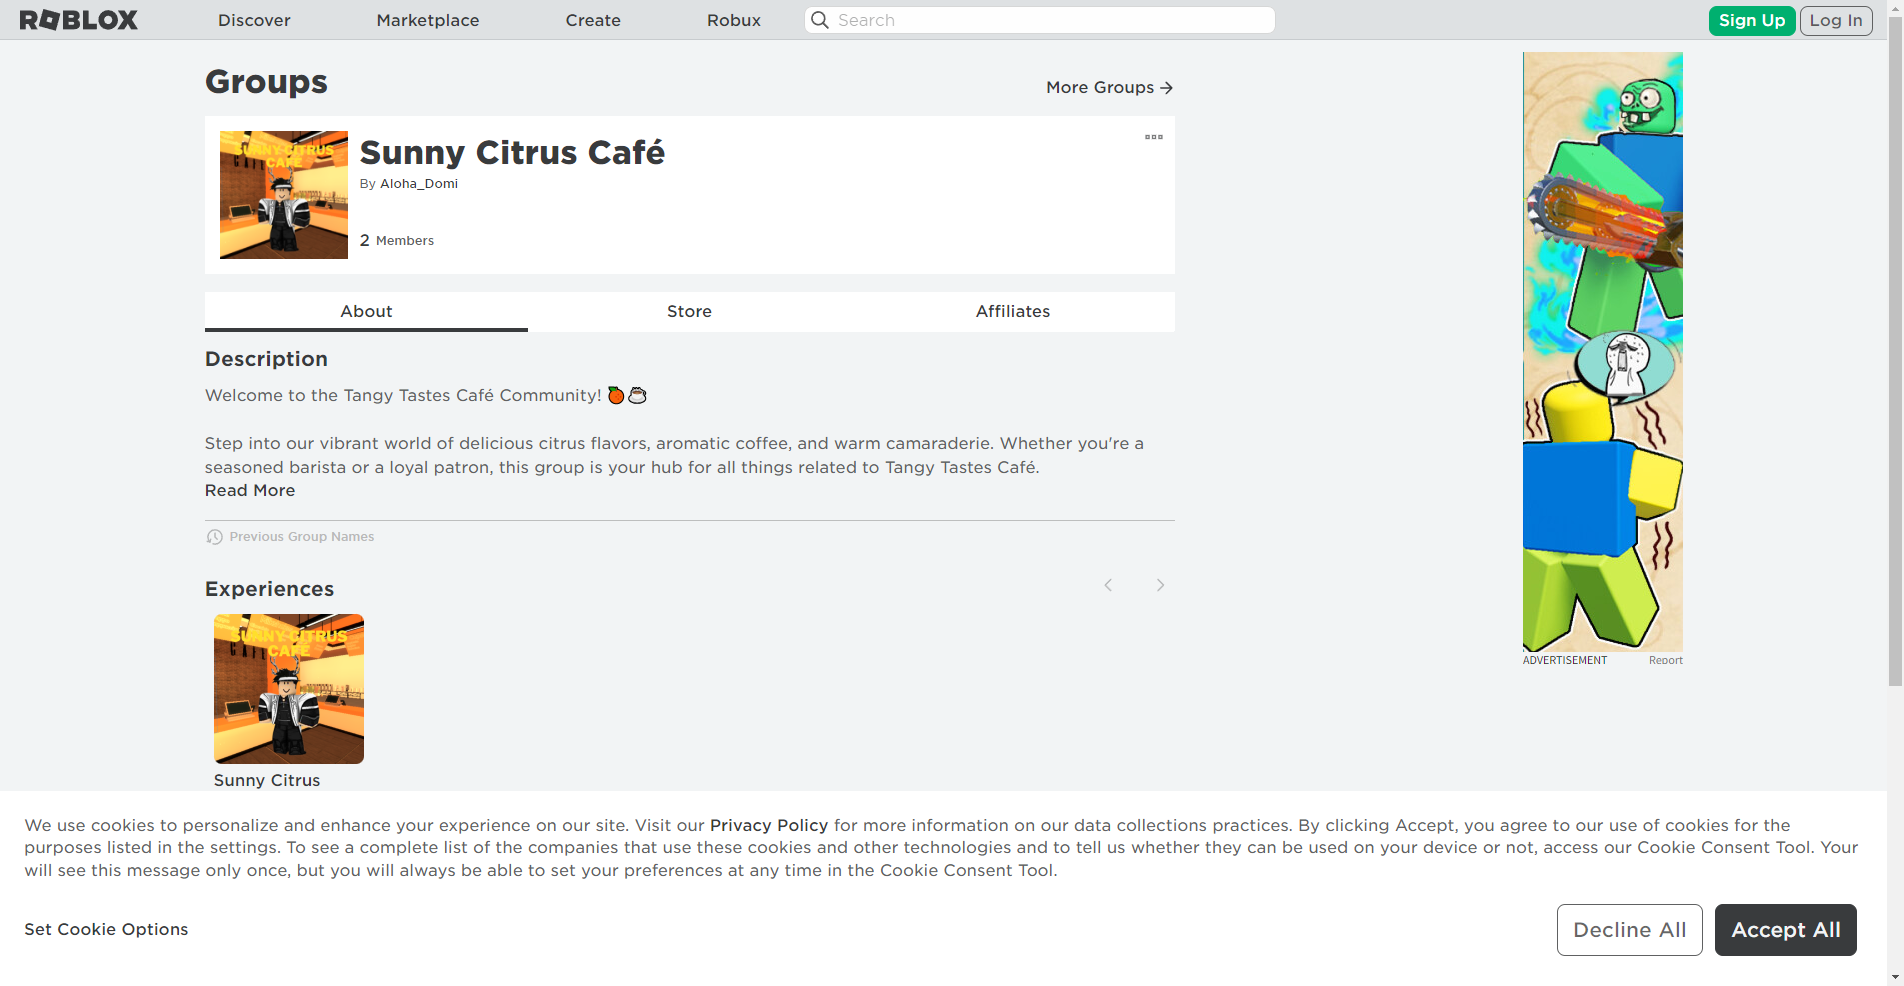 ROBLOX
Discover
Marketplace
Create
Robux
Search
Sign Up
Log In
Groups
More Groups
SUNNY CITRUS
CAFE
Sunny Citrus Café
By Aloha_Domi
2 Members
About
Store
Affiliates
Description
Welcome to the Tangy Tastes Café Community! 🍊☕
Step into our vibrant world of delicious citrus flavors, aromatic coffee, and warm camaraderie. Whether you're a
seasoned barista or a loyal patron, this group is your hub for all things related to Tangy Tastes Café.
Read More
Previous Group Names
Experiences
SUNNY CITRUS
CAFE
Sunny Citrus
ADVERTISEMENT
Report
We use cookies to personalize and enhance your experience on our site. Visit our Privacy Policy for more information on our data collections practices. By clicking Accept, you agree to our use of cookies for the
purposes listed in the settings. To see a complete list of the companies that use these cookies and other technologies and to tell us whether they can be used on your device or not, access our Cookie Consent Tool. Your
will see this message only once, but you will always be able to set your preferences at any time in the Cookie Consent Tool.
Set Cookie Options
Decline All
Accept All